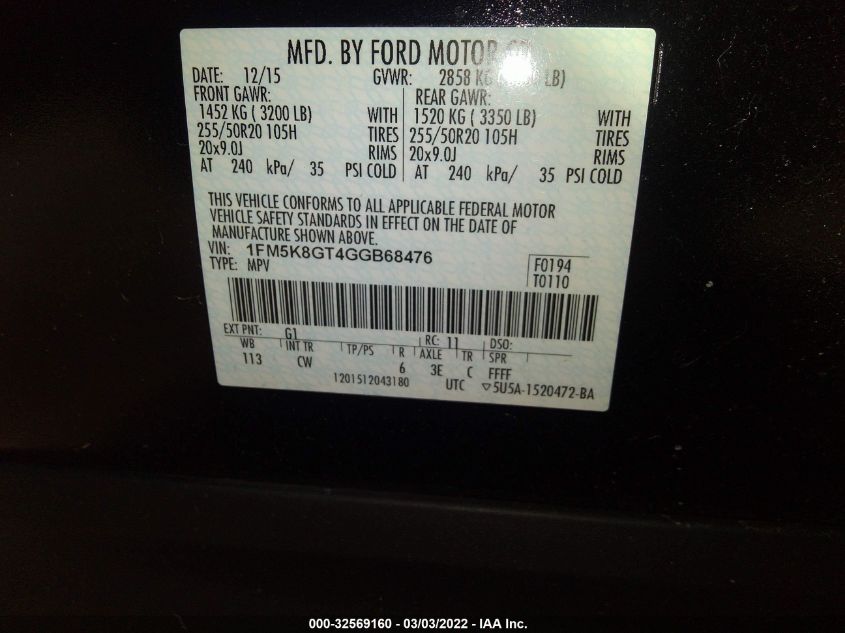 MFD. BY FORD MOTOR CO.
DATE: 12/15 GVWR: 2858 KG ( LB)
FRONT GAWR: REAR GAWR:
1452 KG ( 3200 LB) WITH 1520 KG ( 3350 LB) WITH
255/50R20 105H TIRES 255/50R20 105H TIRES
20x9.0J RIMS 20x9.0J RIMS
AT 240 kPa/ 35 PSI COLD AT 240 kPa/ 35 PSI COLD
THIS VEHICLE CONFORMS TO ALL APPLICABLE FEDERAL MOTOR
VEHICLE SAFETY STANDARDS IN EFFECT ON THE DATE OF
MANUFACTURE SHOWN ABOVE.
VIN: 1FM5K8GT4GGB68476
TYPE: MPV
F0194
T0110
EXT PNT: G1 RC: 11 DSO:
WB INT TR TP/PS R AXLE TR SPR
113 CW 6 3E C FFFF
1201512043180 UTC ▽5U5A-1520472-BA
000-32569160 - 03/03/2022 - IAA Inc.